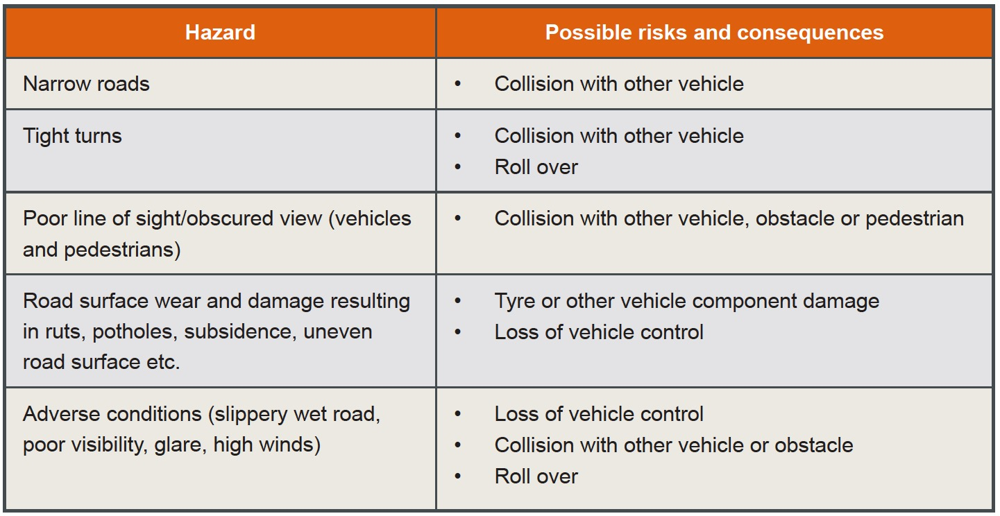 Hazard
Possible risks and consequences
Narrow roads
• Collision with other vehicle
Tight turns
• Collision with other vehicle
• Roll over
Poor line of sight/obscured view (vehicles
and pedestrians)
• Collision with other vehicle, obstacle or pedestrian
Road surface wear and damage resulting
in ruts, potholes, subsidence, uneven
road surface etc.
• Tyre or other vehicle component damage
• Loss of vehicle control
Adverse conditions (slippery wet road,
poor visibility, glare, high winds)
• Loss of vehicle control
• Collision with other vehicle or obstacle
• Roll over